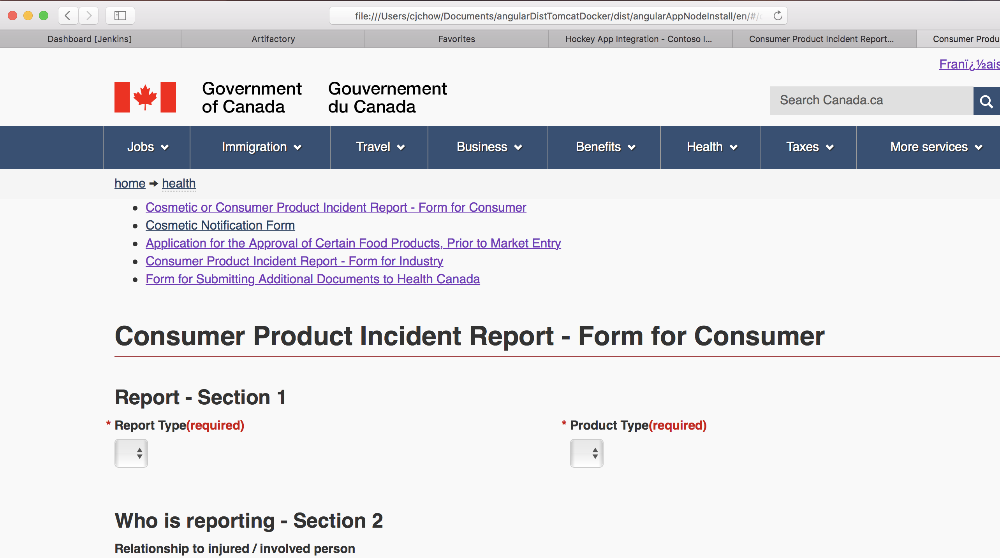 file:///Users/cjchow/Documents/angularDistTomcatDocker/dist/angularAppNodeInstall/en/#/
Dashboard [Jenkins] Artifactory Favorites Hockey App Integration - Contoso I... Consumer Product Incident Report... Consumer Produ
Franï¿½ais
Government of Canada
Gouvernement du Canada
Search Canada.ca
Jobs Immigration Travel Business Benefits Health Taxes More services
home ➔ health
• Cosmetic or Consumer Product Incident Report - Form for Consumer
• Cosmetic Notification Form
• Application for the Approval of Certain Food Products, Prior to Market Entry
• Consumer Product Incident Report - Form for Industry
• Form for Submitting Additional Documents to Health Canada
Consumer Product Incident Report - Form for Consumer
Report - Section 1
* Report Type(required) * Product Type(required)
Who is reporting - Section 2
Relationship to injured / involved person